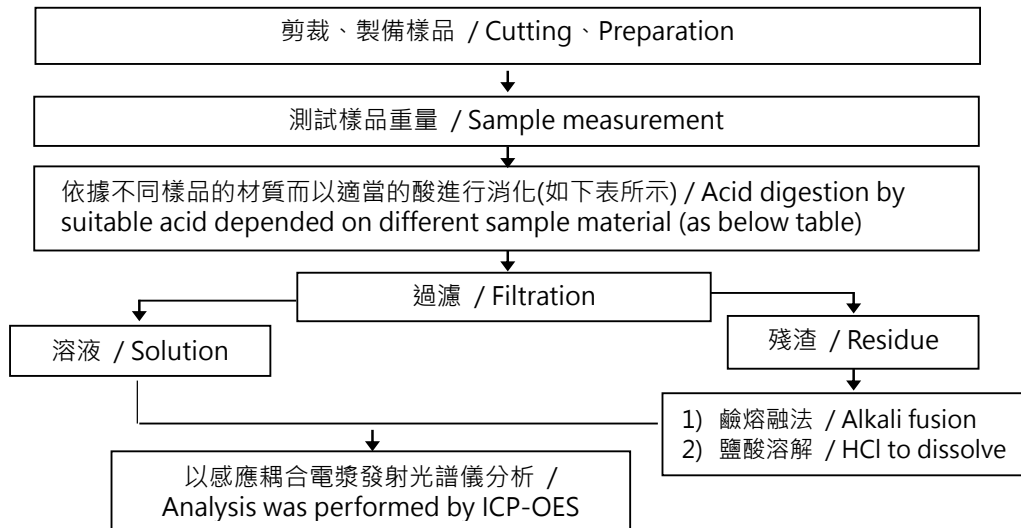 剪裁、製備樣品 / Cutting、Preparation
測試樣品重量 / Sample measurement
依據不同樣品的材質而以適當的酸進行消化(如下表所示) / Acid digestion by
suitable acid depended on different sample material (as below table)
過濾 / Filtration
溶液 / Solution
殘渣 / Residue
1) 鹼熔融法 / Alkali fusion
2) 鹽酸溶解 / HCl to dissolve
以感應耦合電漿發射光譜儀分析 /
Analysis was performed by ICP-OES